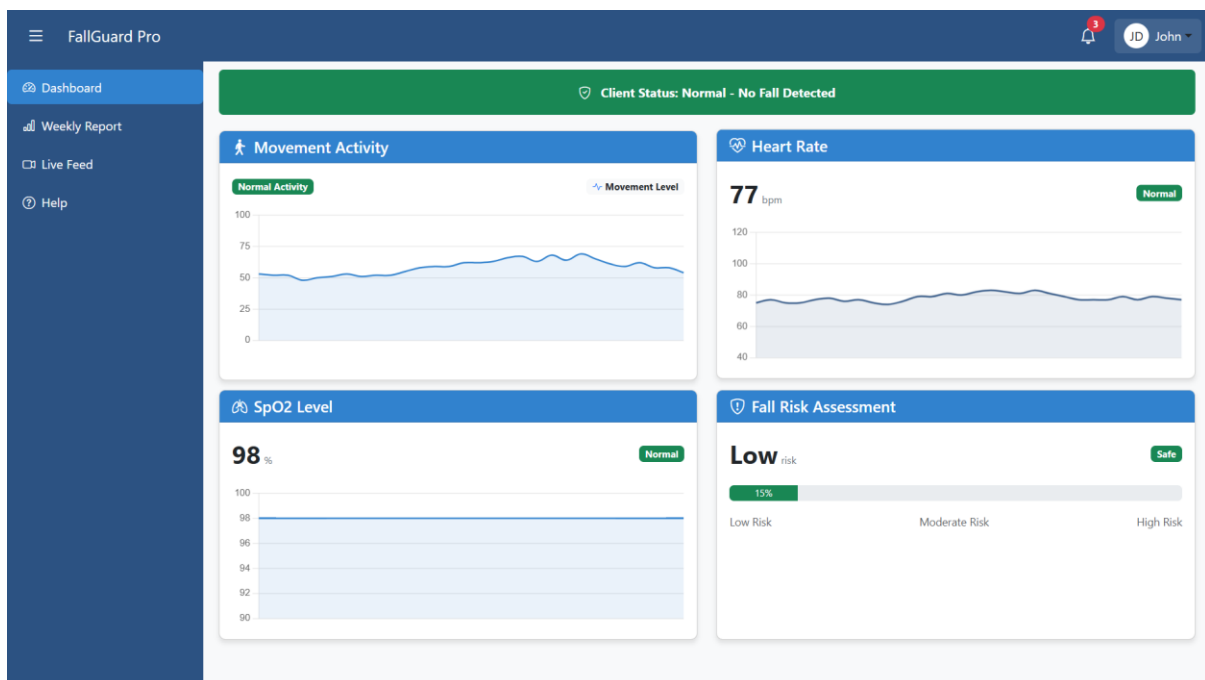 FallGuard Pro
3
JD John
Dashboard
Weekly Report
Live Feed
Help
Client Status: Normal - No Fall Detected
Movement Activity
Normal Activity
Movement Level
100
75
50
25
0
Heart Rate
77 bpm
Normal
120
100
80
60
40
SpO2 Level
98 %
Normal
100
98
96
94
92
90
Fall Risk Assessment
Low risk
Safe
15%
Low Risk Moderate Risk High Risk